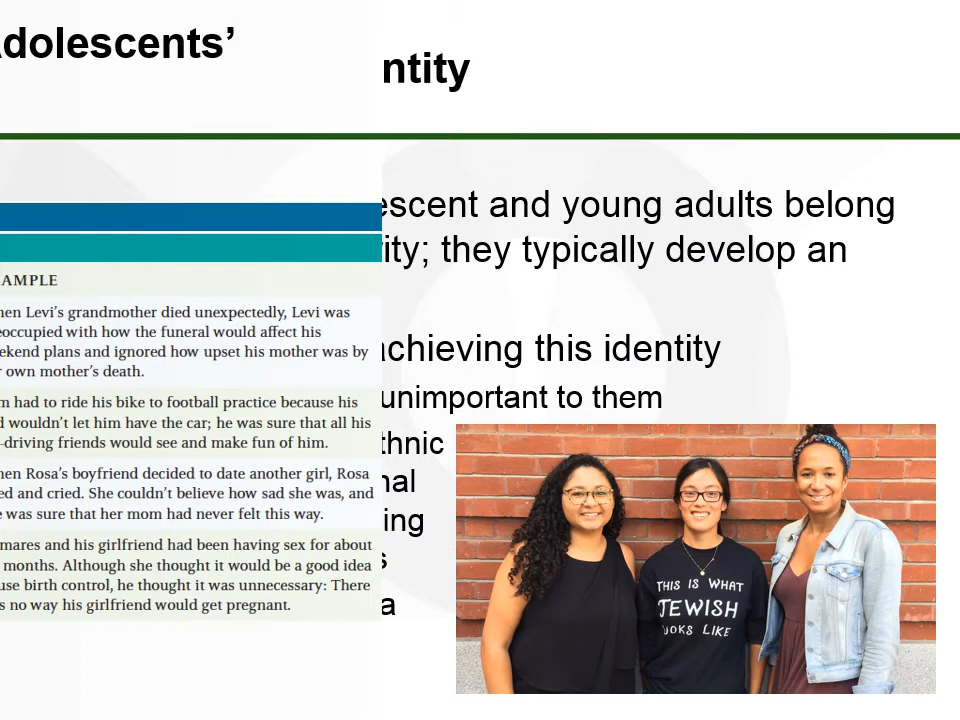 dolescents’
ntity
escent and young adults belong
ity; they typically develop an
achieving this identity
unimportant to them
thnic
nal
ing
s
a
AMPLE
hen Levi’s grandmother died unexpectedly, Levi was
eoccupied with how the funeral would affect his
ekend plans and ignored how upset his mother was by
r own mother’s death.
m had to ride his bike to football practice because his
d wouldn’t let him have the car; he was sure that all his
-driving friends would see and make fun of him.
hen Rosa’s boyfriend decided to date another girl, Rosa
ed and cried. She couldn’t believe how sad she was, and
e was sure that her mom had never felt this way.
mares and his girlfriend had been having sex for about
months. Although she thought it would be a good idea
use birth control, he thought it was unnecessary: There
s no way his girlfriend would get pregnant.
THIS IS WHAT
JEWISH
OOKS LIKE